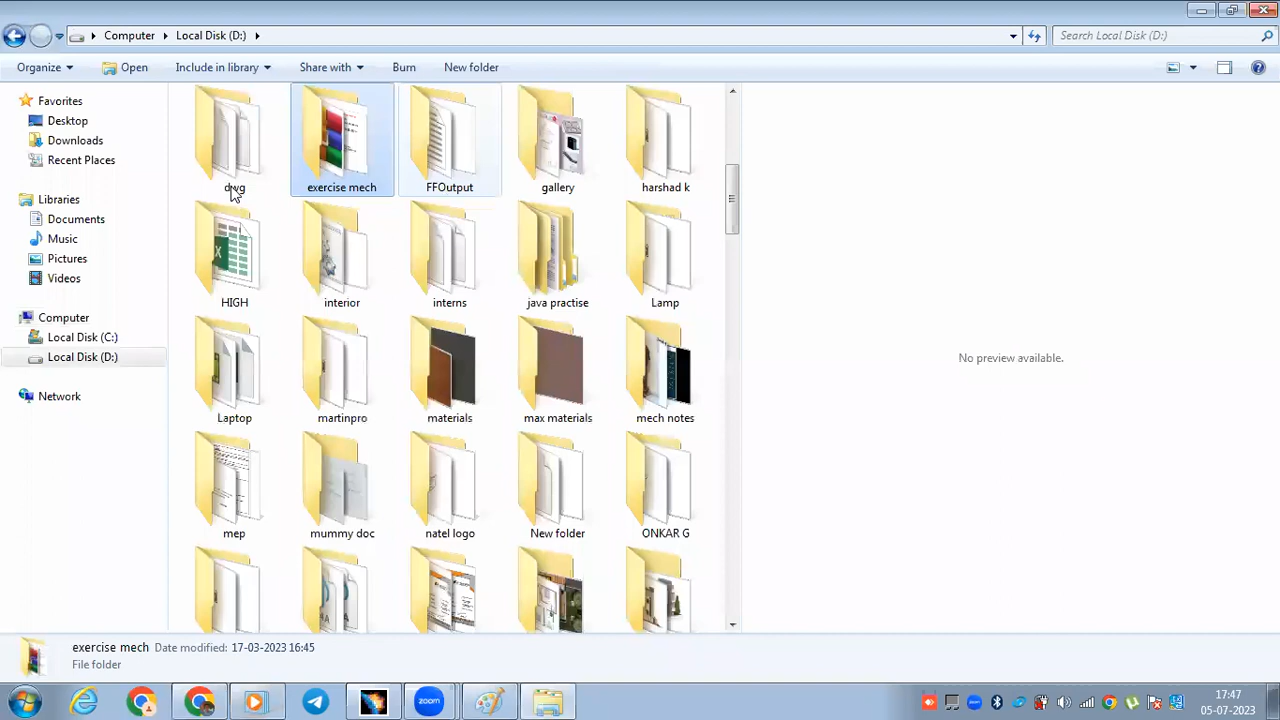 Computer Local Disk (D:)
Search Local Disk (D:)
Organize Open Include in library Share with Burn New folder
Favorites
Desktop
Downloads
Recent Places
Libraries
Documents
Music
Pictures
Videos
Computer
Local Disk (C:)
Local Disk (D:)
Network
dwg exercise mech FFOutput gallery harshad k
HIGH interior interns java practise Lamp
Laptop martinpro materials max materials mech notes
mep mummy doc natel logo New folder ONKAR G
No preview available.
exercise mech Date modified: 17-03-2023 16:45
File folder
zoom
17:47
05-07-2023